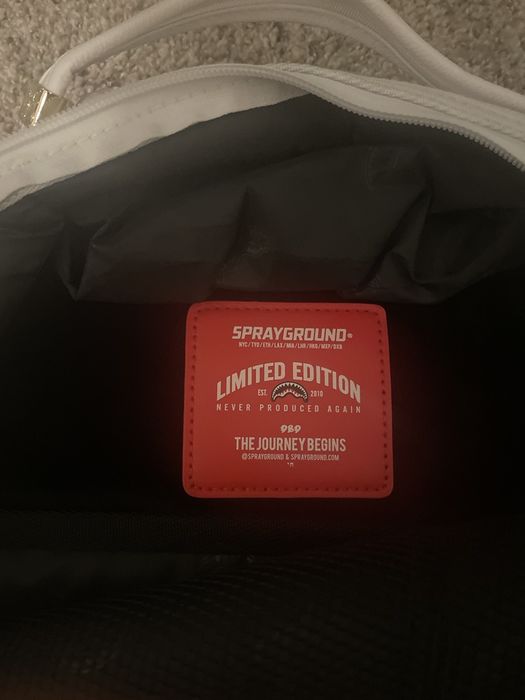 SPRAYGROUND®
NYC/TYO/ETH/LAX/MIA/LHR/HKG/MXP/DXB
LIMITED EDITION
EST. 2010
NEVER PRODUCED AGAIN
THE JOURNEY BEGINS
@SPRAYGROUND & SPRAYGROUND.COM